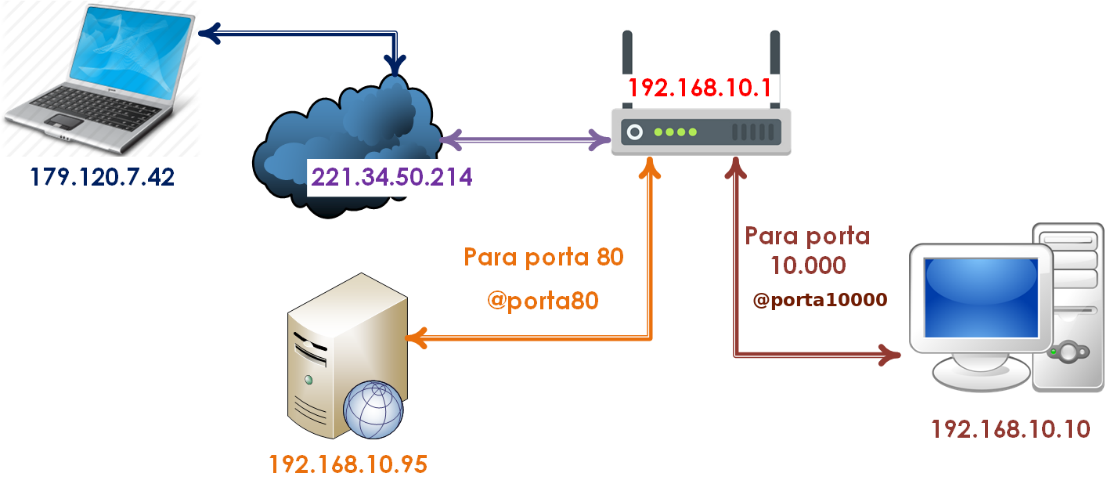 192.168.10.1
179.120.7.42
221.34.50.214
Para porta 80
@porta80
Para porta
10.000
@porta10000
192.168.10.10
192.168.10.95